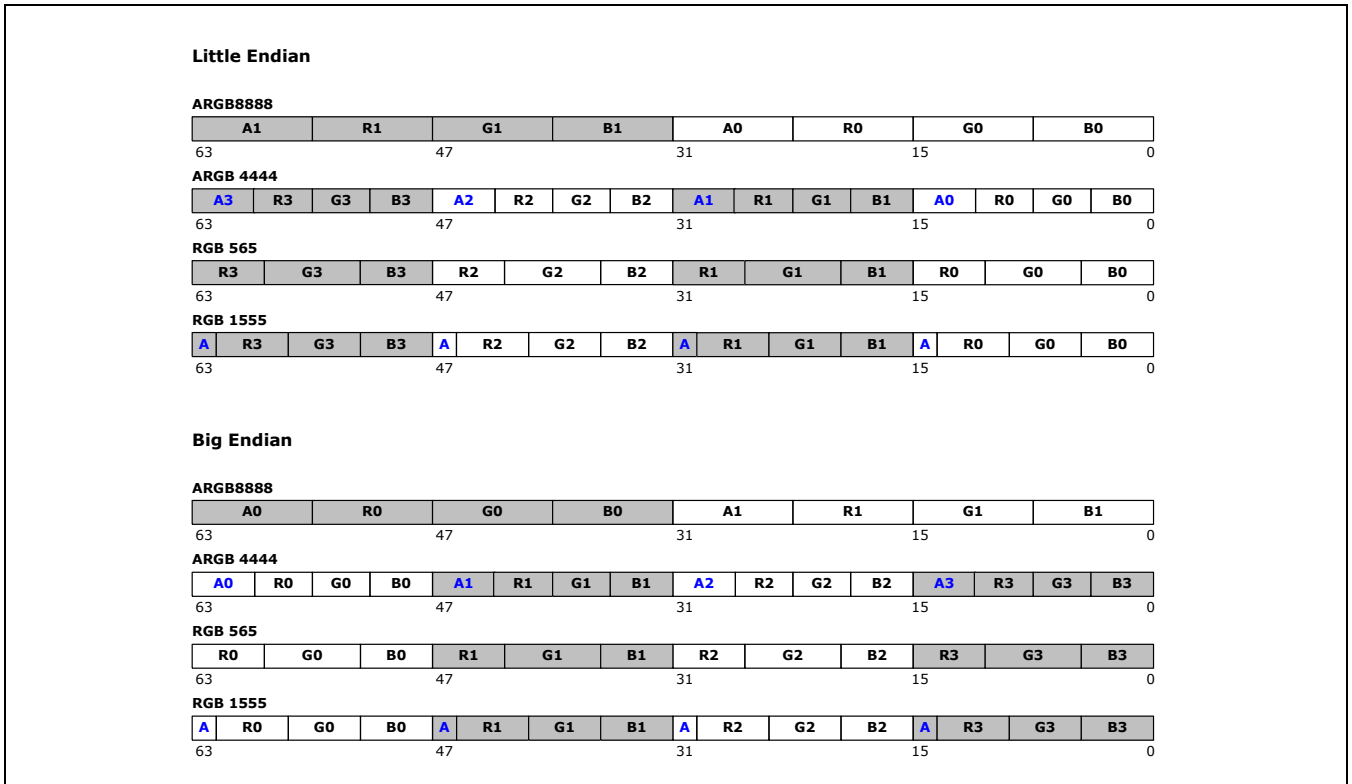 Little Endian
ARGB8888
A1 R1 G1 B1 A0 R0 G0 B0
63 47 31 15 0
ARGB 4444
A3 R3 G3 B3 A2 R2 G2 B2 A1 R1 G1 B1 A0 R0 G0 B0
63 47 31 15 0
RGB 565
R3 G3 B3 R2 G2 B2 R1 G1 B1 R0 G0 B0
63 47 31 15 0
RGB 1555
A R3 G3 B3 A R2 G2 B2 A R1 G1 B1 A R0 G0 B0
63 47 31 15 0
Big Endian
ARGB8888
A0 R0 G0 B0 A1 R1 G1 B1
63 47 31 15 0
ARGB 4444
A0 R0 G0 B0 A1 R1 G1 B1 A2 R2 G2 B2 A3 R3 G3 B3
63 47 31 15 0
RGB 565
R0 G0 B0 R1 G1 B1 R2 G2 B2 R3 G3 B3
63 47 31 15 0
RGB 1555
A R0 G0 B0 A R1 G1 B1 A R2 G2 B2 A R3 G3 B3
63 47 31 15 0